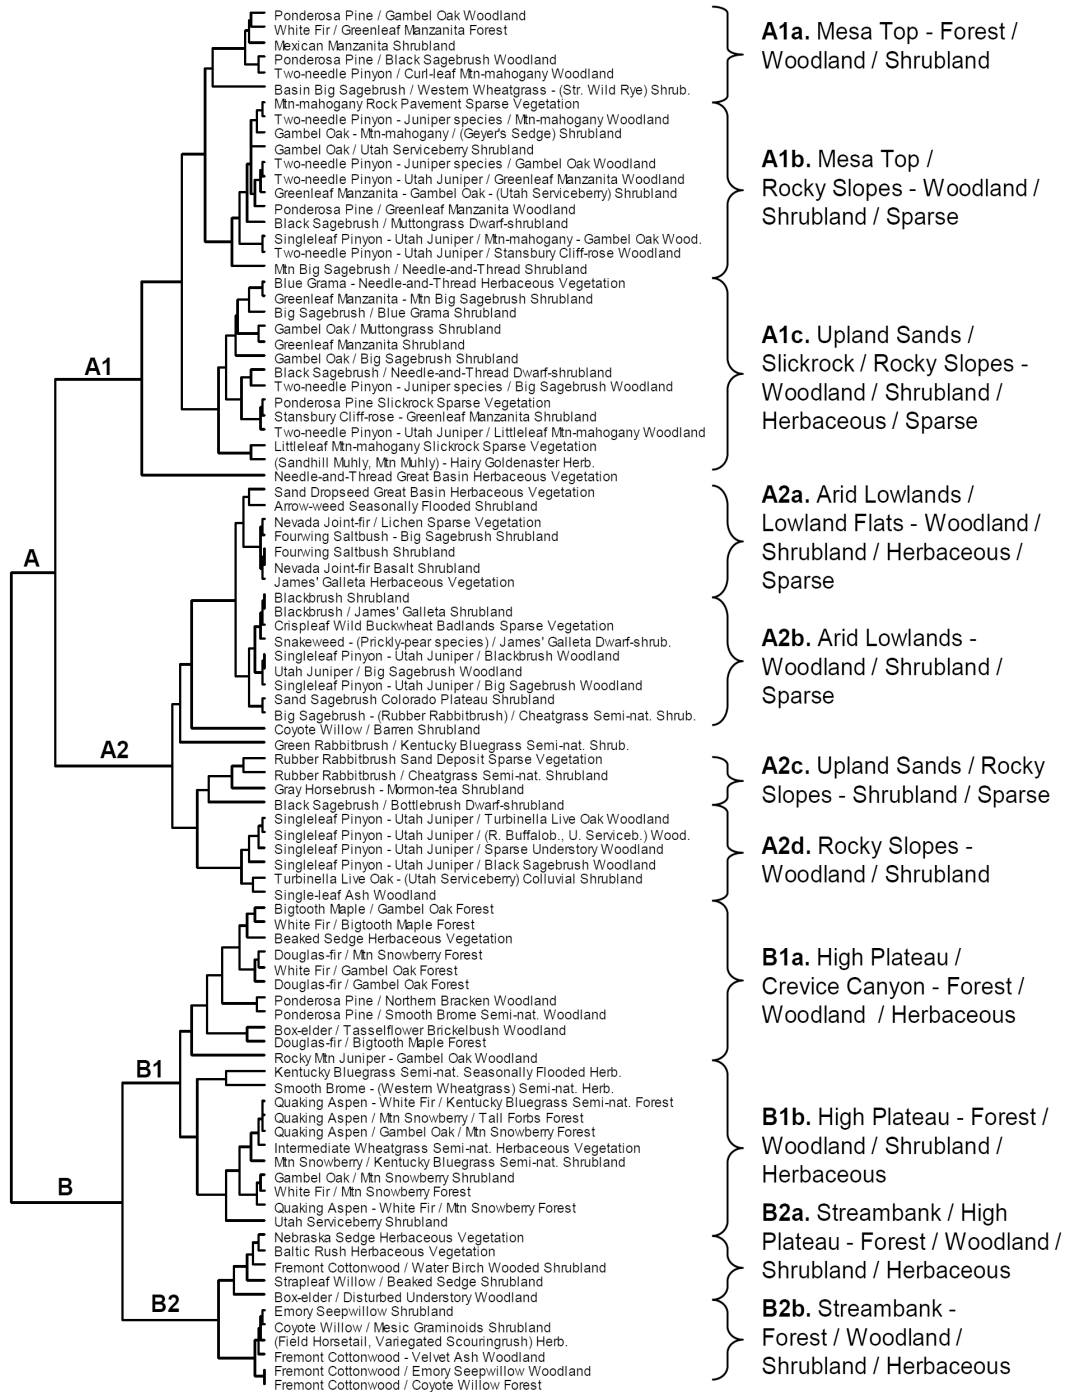 Ponderosa Pine / Gambel Oak Woodland
White Fir / Greenleaf Manzanita Forest
Mexican Manzanita Shrubland
Ponderosa Pine / Black Sagebrush Woodland
Two-needle Pinyon / Curl-leaf Mtn-mahogany Woodland
Basin Big Sagebrush / Western Wheatgrass - (Str. Wild Rye) Shrub.
A1a. Mesa Top - Forest /
Woodland / Shrubland
Mtn-mahogany Rock Pavement Sparse Vegetation
Two-needle Pinyon - Juniper species / Mtn-mahogany Woodland
Gambel Oak - Mtn-mahogany / (Geyer's Sedge) Shrubland
Gambel Oak / Utah Serviceberry Shrubland
Two-needle Pinyon - Juniper species / Gambel Oak Woodland
Two-needle Pinyon - Utah Juniper / Greenleaf Manzanita Woodland
Greenleaf Manzanita - Gambel Oak - (Utah Serviceberry) Shrubland
Ponderosa Pine / Greenleaf Manzanita Woodland
Black Sagebrush / Muttongrass Dwarf-shrubland
Singleleaf Pinyon - Utah Juniper / Mtn-mahogany - Gambel Oak Wood.
Two-needle Pinyon - Utah Juniper / Stansbury Cliff-rose Woodland
Mtn Big Sagebrush / Needle-and-Thread Shrubland
A1b. Mesa Top /
Rocky Slopes - Woodland /
Shrubland / Sparse
Blue Grama - Needle-and-Thread Herbaceous Vegetation
Greenleaf Manzanita - Mtn Big Sagebrush Shrubland
Big Sagebrush / Blue Grama Shrubland
Gambel Oak / Muttongrass Shrubland
Greenleaf Manzanita Shrubland
Gambel Oak / Big Sagebrush Shrubland
Black Sagebrush / Needle-and-Thread Dwarf-shrubland
Two-needle Pinyon - Juniper species / Big Sagebrush Woodland
Ponderosa Pine Slickrock Sparse Vegetation
Stansbury Cliff-rose - Greenleaf Manzanita Shrubland
Two-needle Pinyon - Utah Juniper / Littleleaf Mtn-mahogany Woodland
Littleleaf Mtn-mahogany Slickrock Sparse Vegetation
(Sandhill Muhly, Mtn Muhly) - Hairy Goldenaster Herb.
A1c. Upland Sands /
Slickrock / Rocky Slopes -
Woodland / Shrubland /
Herbaceous / Sparse
A1
Needle-and-Thread Great Basin Herbaceous Vegetation
Sand Dropseed Great Basin Herbaceous Vegetation
Arrow-weed Seasonally Flooded Shrubland
Nevada Joint-fir / Lichen Sparse Vegetation
Fourwing Saltbush - Big Sagebrush Shrubland
Fourwing Saltbush Shrubland
Nevada Joint-fir Basalt Shrubland
James' Galleta Herbaceous Vegetation
A2a. Arid Lowlands /
Lowland Flats - Woodland /
Shrubland / Herbaceous /
Sparse
A
Blackbrush Shrubland
Blackbrush / James' Galleta Shrubland
Crispleaf Wild Buckwheat Badlands Sparse Vegetation
Snakeweed - (Prickly-pear species) / James' Galleta Dwarf-shrub.
Singleleaf Pinyon - Utah Juniper / Blackbrush Woodland
Utah Juniper / Big Sagebrush Woodland
Singleleaf Pinyon - Utah Juniper / Big Sagebrush Woodland
Sand Sagebrush Colorado Plateau Shrubland
Big Sagebrush - (Rubber Rabbitbrush) / Cheatgrass Semi-nat. Shrub.
A2b. Arid Lowlands -
Woodland / Shrubland /
Sparse
Coyote Willow / Barren Shrubland
Green Rabbitbrush / Kentucky Bluegrass Semi-nat. Shrub.
A2
Rubber Rabbitbrush Sand Deposit Sparse Vegetation
Rubber Rabbitbrush / Cheatgrass Semi-nat. Shrubland
Gray Horsebrush - Mormon-tea Shrubland
Black Sagebrush / Bottlebrush Dwarf-shrubland
A2c. Upland Sands / Rocky
Slopes - Shrubland / Sparse
Singleleaf Pinyon - Utah Juniper / Turbinella Live Oak Woodland
Singleleaf Pinyon - Utah Juniper / (R. Buffalob., U. Serviceb.) Wood.
Singleleaf Pinyon - Utah Juniper / Sparse Understory Woodland
Singleleaf Pinyon - Utah Juniper / Black Sagebrush Woodland
Turbinella Live Oak - (Utah Serviceberry) Colluvial Shrubland
Single-leaf Ash Woodland
A2d. Rocky Slopes -
Woodland / Shrubland
Bigtooth Maple / Gambel Oak Forest
White Fir / Bigtooth Maple Forest
Beaked Sedge Herbaceous Vegetation
Douglas-fir / Mtn Snowberry Forest
White Fir / Gambel Oak Forest
Douglas-fir / Gambel Oak Forest
Ponderosa Pine / Northern Bracken Woodland
Ponderosa Pine / Smooth Brome Semi-nat. Woodland
Box-elder / Tasselflower Brickelbush Woodland
Douglas-fir / Bigtooth Maple Forest
Rocky Mtn Juniper - Gambel Oak Woodland
B1a. High Plateau /
Crevice Canyon - Forest /
Woodland / Herbaceous
B1
Kentucky Bluegrass Semi-nat. Seasonally Flooded Herb.
Smooth Brome - (Western Wheatgrass) Semi-nat. Herb.
Quaking Aspen - White Fir / Kentucky Bluegrass Semi-nat. Forest
Quaking Aspen / Mtn Snowberry / Tall Forbs Forest
Quaking Aspen / Gambel Oak / Mtn Snowberry Forest
Intermediate Wheatgrass Semi-nat. Herbaceous Vegetation
Mtn Snowberry / Kentucky Bluegrass Semi-nat. Shrubland
Gambel Oak / Mtn Snowberry Shrubland
White Fir / Mtn Snowberry Forest
Quaking Aspen - White Fir / Mtn Snowberry Forest
Utah Serviceberry Shrubland
B1b. High Plateau - Forest /
Woodland / Shrubland /
Herbaceous
B
Nebraska Sedge Herbaceous Vegetation
Baltic Rush Herbaceous Vegetation
Fremont Cottonwood / Water Birch Wooded Shrubland
Strapleaf Willow / Beaked Sedge Shrubland
Box-elder / Disturbed Understory Woodland
B2a. Streambank / High
Plateau - Forest / Woodland /
Shrubland / Herbaceous
B2
Emory Seepwillow Shrubland
Coyote Willow / Mesic Graminoids Shrubland
(Field Horsetail, Variegated Scouringrush) Herb.
Fremont Cottonwood - Velvet Ash Woodland
Fremont Cottonwood / Emory Seepwillow Woodland
Fremont Cottonwood / Coyote Willow Forest
B2b. Streambank -
Forest / Woodland /
Shrubland / Herbaceous